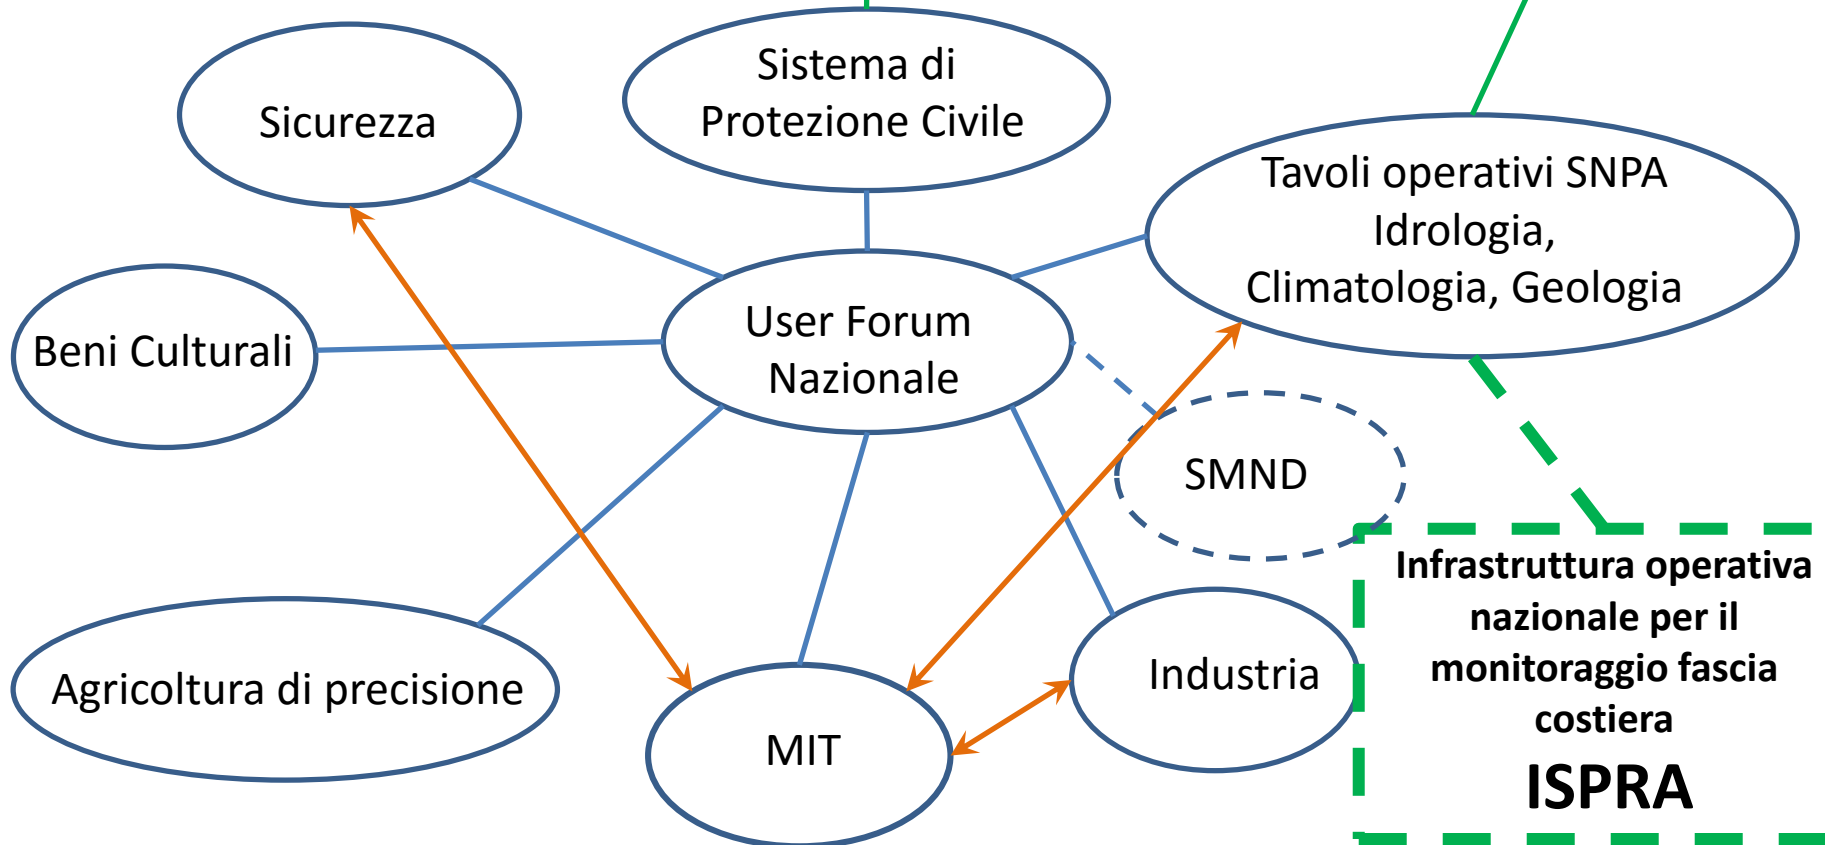 Sistema di
Protezione Civile
Sicurezza
Tavoli operativi SNPA
Idrologia,
Climatologia, Geologia
User Forum
Nazionale
Beni Culturali
SMND
Infrastruttura operativa
nazionale per il
monitoraggio fascia
costiera
ISPRA
Agricoltura di precisione
MIT
Industria